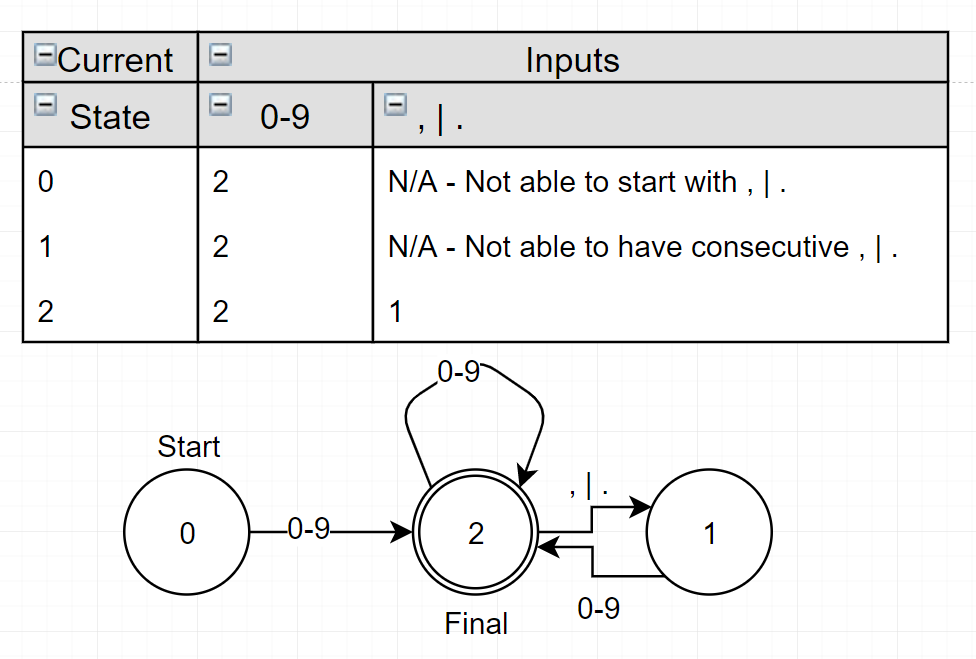 Current Inputs
State 0-9 , | .
0 2 N/A - Not able to start with , | .
1 2 N/A - Not able to have consecutive , | .
2 2 1
0-9
Start
, | .
0 0-9 2 1
0-9
Final